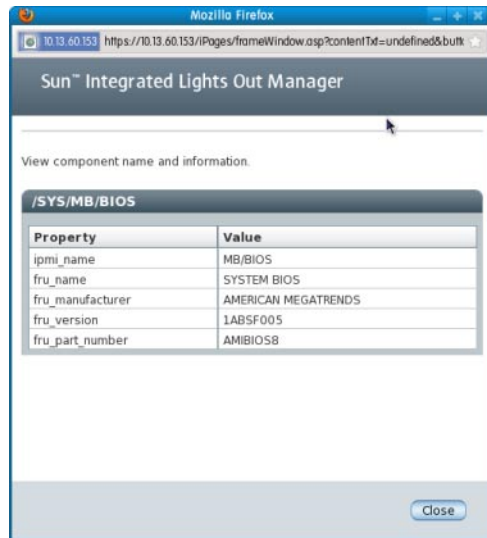 Mozilla Firefox
10.13.60.153 https://10.13.60.153/iPages/frameWindow.asp?contentTxt=undefined&butt
Sun™ Integrated Lights Out Manager
View component name and information.
/SYS/MB/BIOS
Property Value
ipmi_name MB/BIOS
fru_name SYSTEM BIOS
fru_manufacturer AMERICAN MEGATRENDS
fru_version 1ABSF005
fru_part_number AMIBIOS8
Close